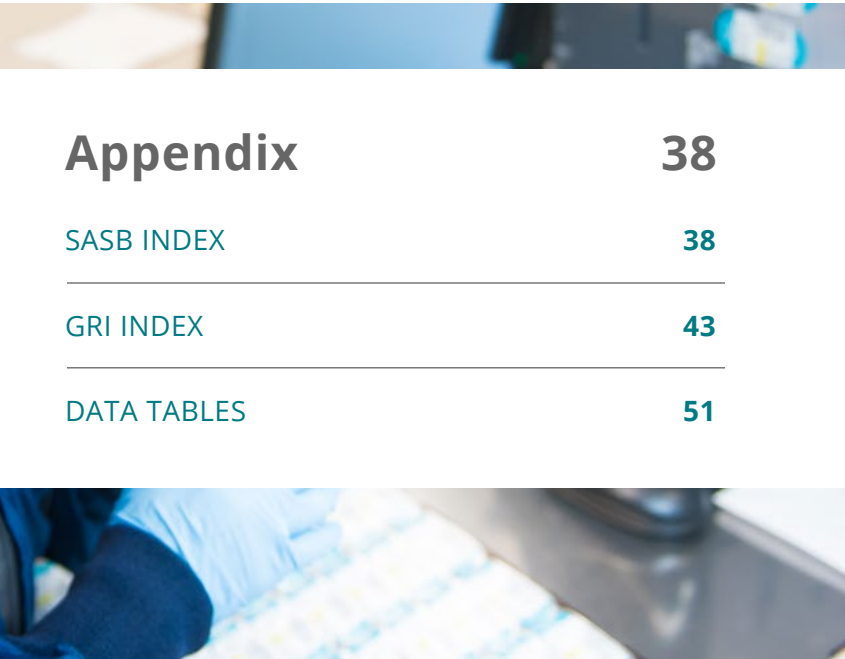 Appendix 38
SASB INDEX 38
GRI INDEX 43
DATA TABLES 51